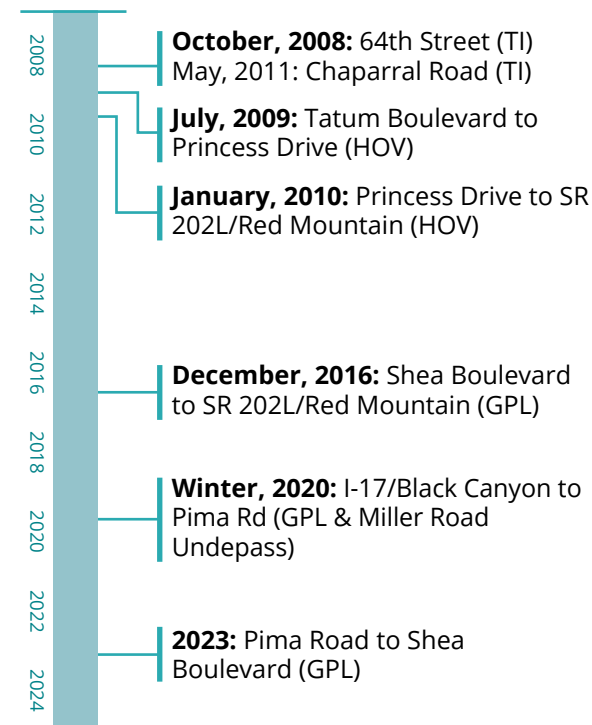 2008
October, 2008: 64th Street (TI)
May, 2011: Chaparral Road (TI)
July, 2009: Tatum Boulevard to
Princess Drive (HOV)
2010
January, 2010: Princess Drive to SR
202L/Red Mountain (HOV)
2012
2014
2016
December, 2016: Shea Boulevard
to SR 202L/Red Mountain (GPL)
2018
Winter, 2020: I-17/Black Canyon to
Pima Rd (GPL & Miller Road
Undepass)
2020
2022
2023: Pima Road to Shea
Boulevard (GPL)
2024